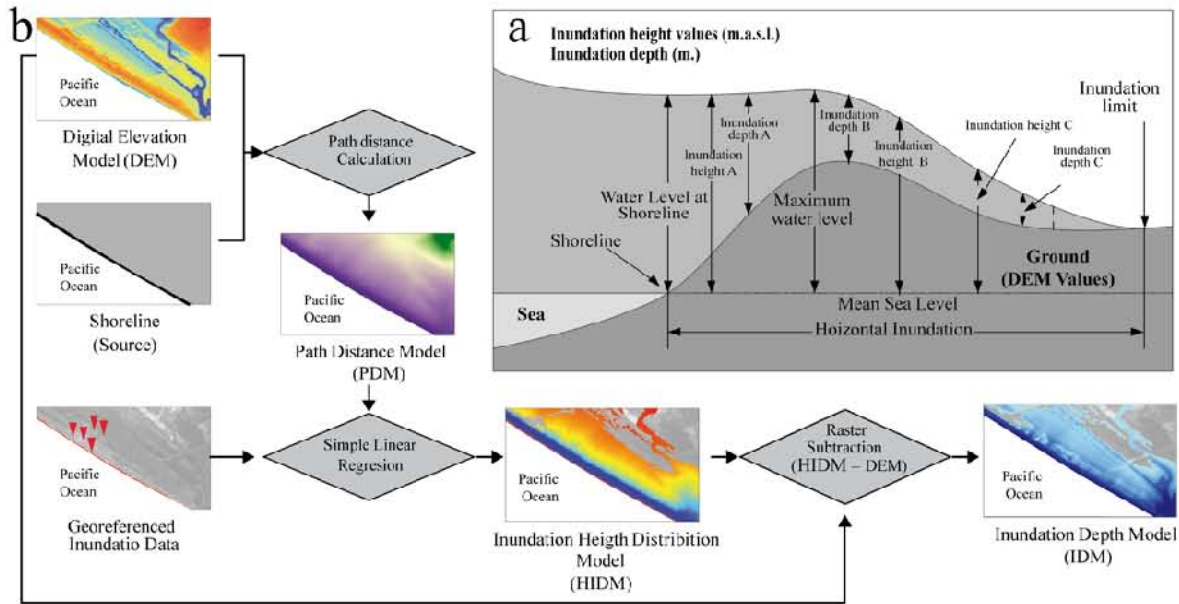 b
Pacific
Ocean
Digital Elevation
Model (DEM)
Pacific
Ocean
Shoreline
(Source)
Path distance
Calculation
Pacific
Ocean
Path Distance Model
(PDM)
Pacific
Ocean
Georeferenced
Inundatio Data
Simple Linear
Regresion
Pacific
Ocean
Inundation Heigth Distribition
Model
(HIDM)
Raster
Subtraction
(HIDM – DEM)
Pacific
Ocean
Inundation Depth Model
(IDM)
a
Inundation height values (m.a.s.l.)
Inundation depth (m.)
Inundation
limit
Inundation
depth A
Inundation
depth B
Inundation height C
Inundation
height A
Inundation
height B
Inundation
depth C
Water Level at
Shoreline
Maximum
water level
Shoreline
Ground
(DEM Values)
Sea
Mean Sea Level
Hoizontal Inundation